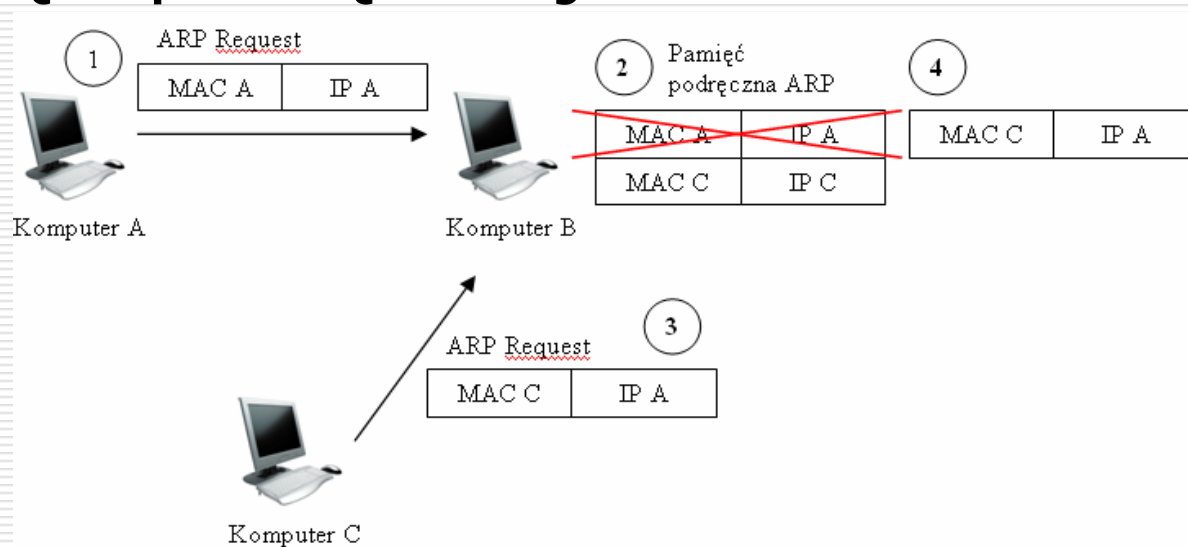 1
ARP Request
MAC A IP A
Komputer A
2
Pamięć
podręczna ARP
MAC A IP A
MAC C IP C
Komputer B
4
MAC C IP A
3
ARP Request
MAC C IP A
Komputer C